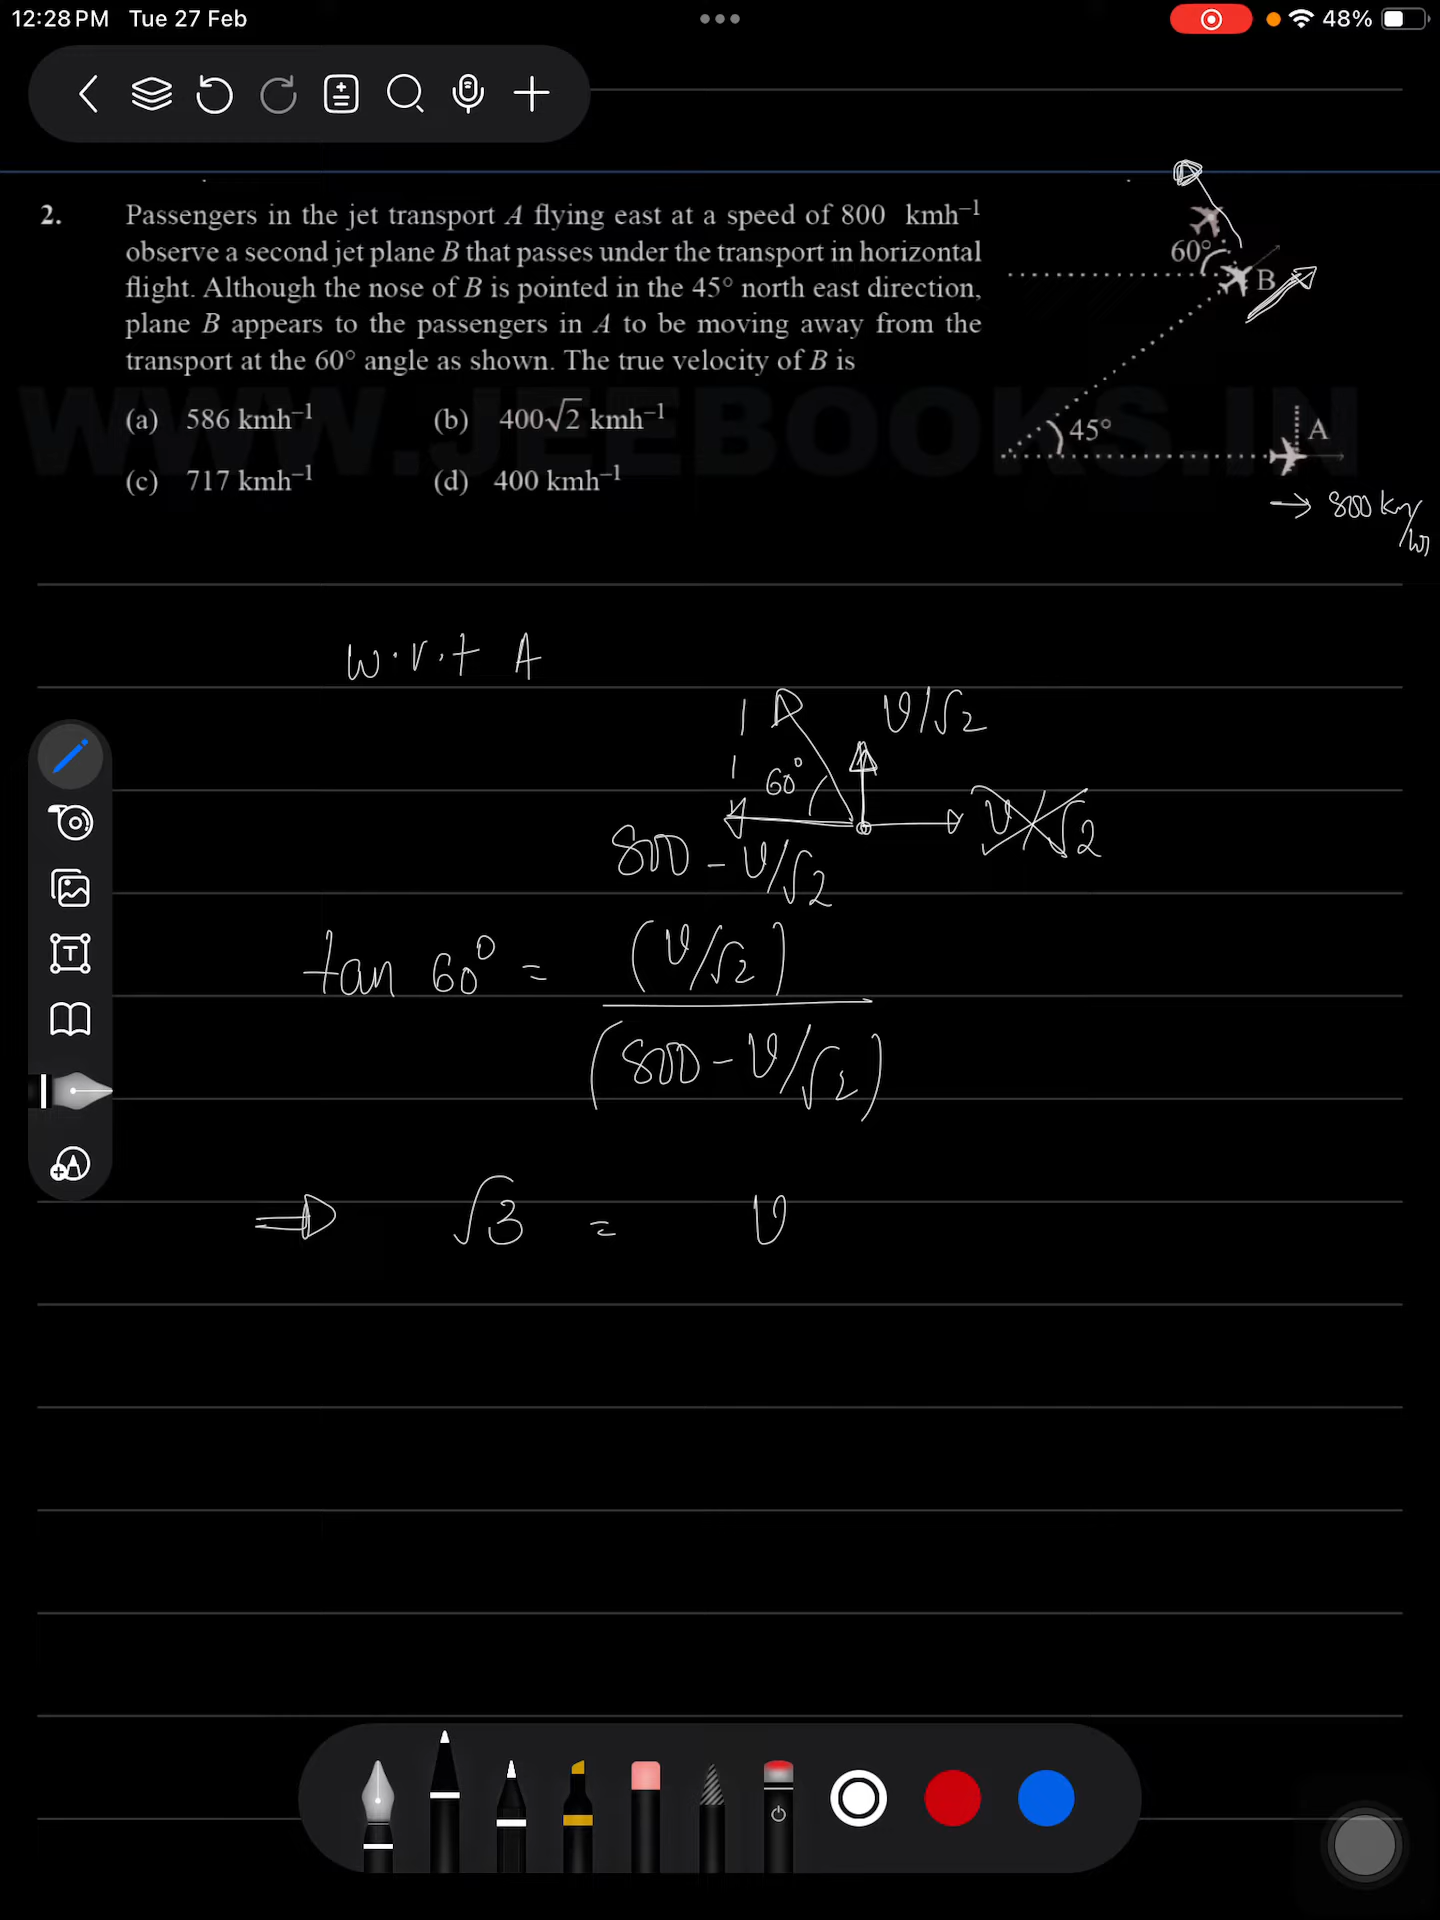 12:28 PM Tue 27 Feb
48%
2. Passengers in the jet transport A flying east at a speed of 800 kmh⁻¹
observe a second jet plane B that passes under the transport in horizontal
flight. Although the nose of B is pointed in the 45° north east direction,
plane B appears to the passengers in A to be moving away from the
transport at the 60° angle as shown. The true velocity of B is
(a) 586 kmh⁻¹ (b) 400√2 kmh⁻¹
(c) 717 kmh⁻¹ (d) 400 kmh⁻¹
60°
B
45°
A
→ 800 km/hr
WWW.JEEBOOKS.IN
w.r.t A
v/√2
60°
v/√2
800 - v/√2
tan 60° = (v/√2)
(800 - v/√2)
⇒ √3 = v